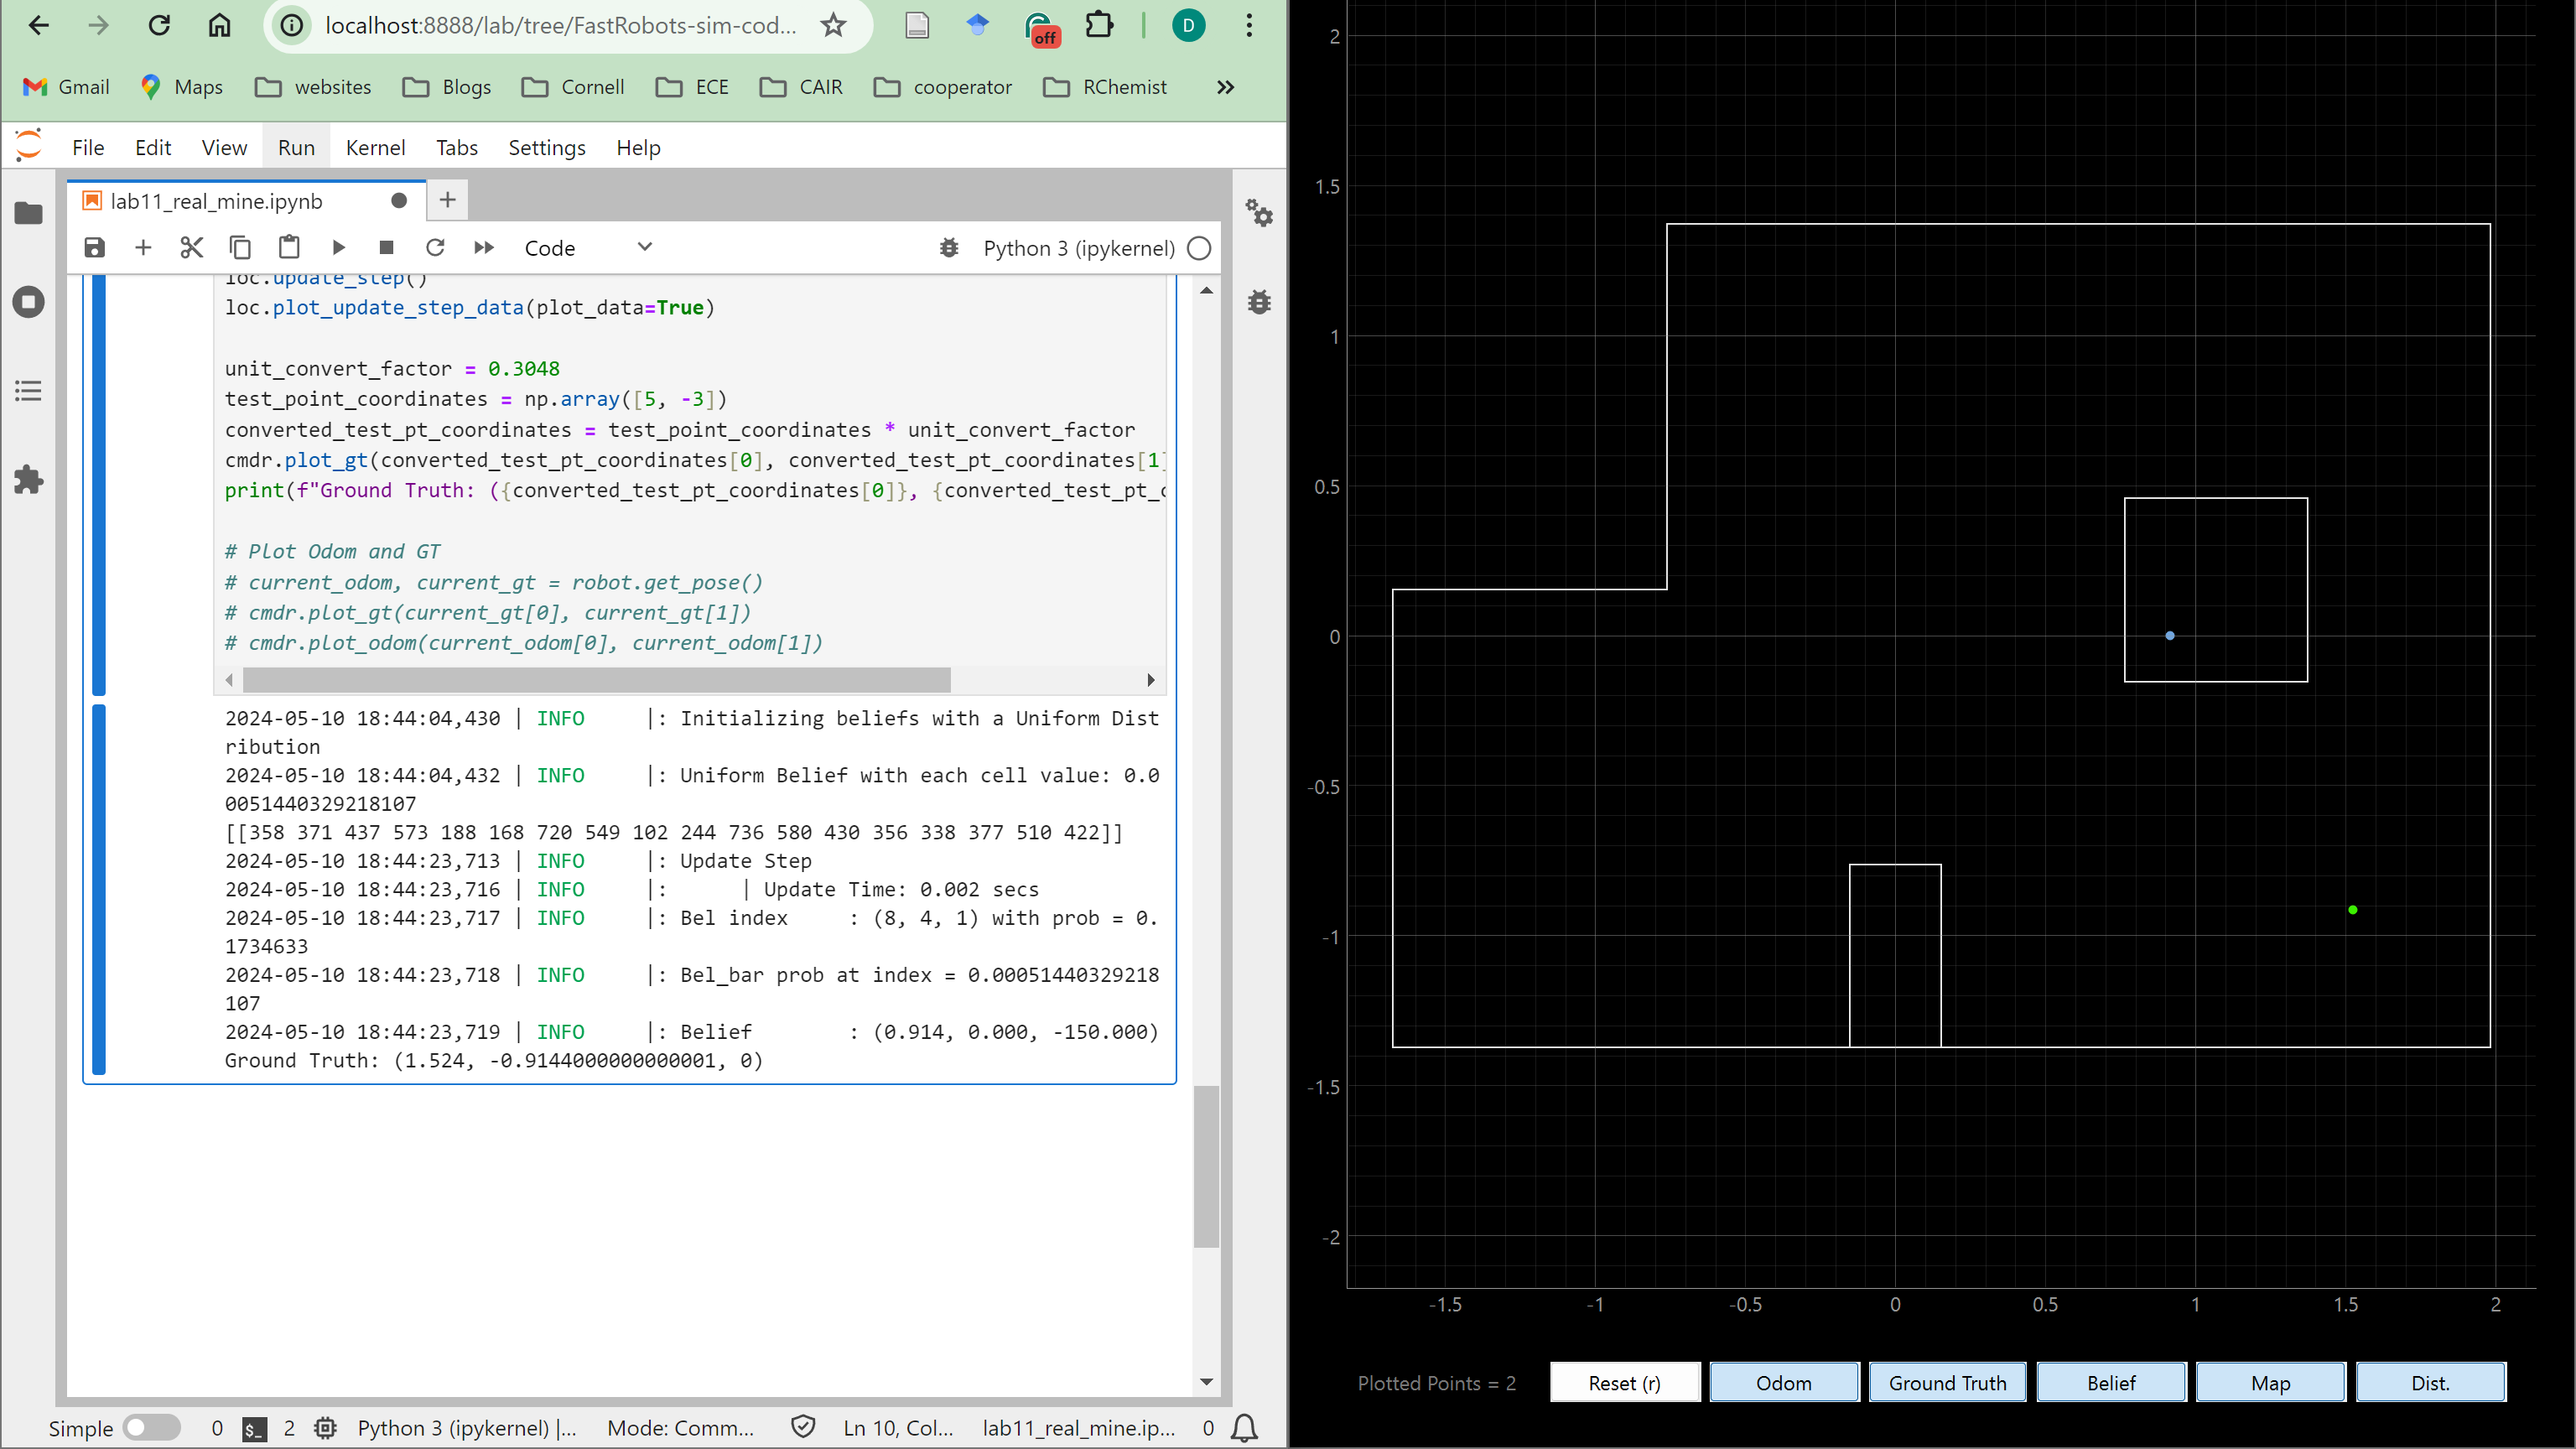 localhost:8888/lab/tree/FastRobots-sim-cod...
off
D
Gmail Maps websites Blogs Cornell ECE CAIR cooperator RChemist »
File Edit View Run Kernel Tabs Settings Help
lab11_real_mine.ipynb
Code Python 3 (ipykernel)
loc.update_step()
loc.plot_update_step_data(plot_data=True)
unit_convert_factor = 0.3048
test_point_coordinates = np.array([5, -3])
converted_test_pt_coordinates = test_point_coordinates * unit_convert_factor
cmdr.plot_gt(converted_test_pt_coordinates[0], converted_test_pt_coordinates[1]
print(f"Ground Truth: ({converted_test_pt_coordinates[0]}, {converted_test_pt_c
# Plot Odom and GT
# current_odom, current_gt = robot.get_pose()
# cmdr.plot_gt(current_gt[0], current_gt[1])
# cmdr.plot_odom(current_odom[0], current_odom[1])
2024-05-10 18:44:04,430 | INFO     |: Initializing beliefs with a Uniform Dist
ribution
2024-05-10 18:44:04,432 | INFO     |: Uniform Belief with each cell value: 0.0
0051440329218107
[[358 371 437 573 188 168 720 549 102 244 736 580 430 356 338 377 510 422]]
2024-05-10 18:44:23,713 | INFO     |: Update Step
2024-05-10 18:44:23,716 | INFO     |:      | Update Time: 0.002 secs
2024-05-10 18:44:23,717 | INFO     |: Bel index     : (8, 4, 1) with prob = 0.
1734633
2024-05-10 18:44:23,718 | INFO     |: Bel_bar prob at index = 0.00051440329218
107
2024-05-10 18:44:23,719 | INFO     |: Belief        : (0.914, 0.000, -150.000)
Ground Truth: (1.524, -0.9144000000000001, 0)
Simple 0 $_ 2 Python 3 (ipykernel) |... Mode: Comm... Ln 10, Col... lab11_real_mine.ip... 0
2
1.5
1
0.5
0
-0.5
-1
-1.5
-2
-1.5 -1 -0.5 0 0.5 1 1.5 2
Plotted Points = 2 Reset (r) Odom Ground Truth Belief Map Dist.